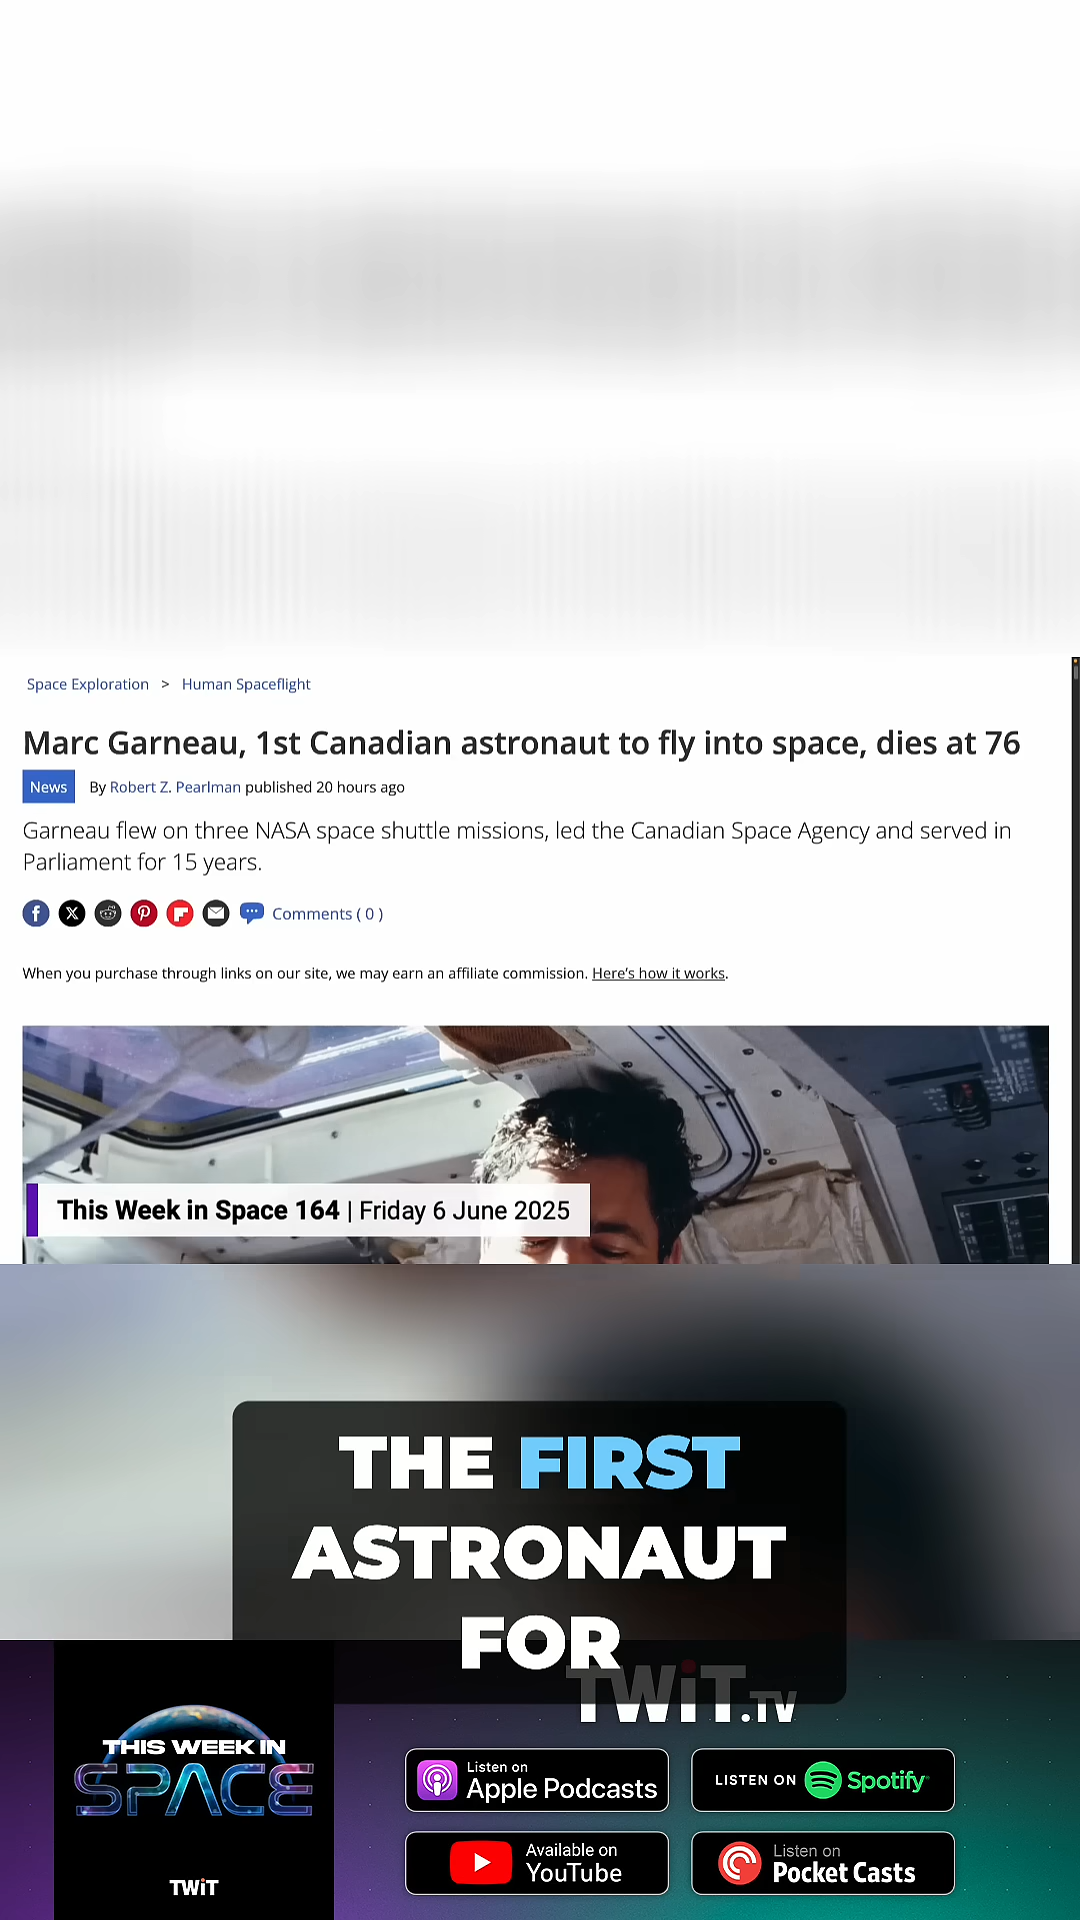 Space Exploration > Human Spaceflight
Marc Garneau, 1st Canadian astronaut to fly into space, dies at 76
News By Robert Z. Pearlman published 20 hours ago
Garneau flew on three NASA space shuttle missions, led the Canadian Space Agency and served in
Parliament for 15 years.
Comments ( 0 )
When you purchase through links on our site, we may earn an affiliate commission. Here's how it works.
This Week in Space 164 | Friday 6 June 2025
THE FIRST
ASTRONAUT
FOR
TWiT.TV
THIS WEEK IN
SPACE
TWiT
Listen on
Apple Podcasts
LISTEN ON Spotify
Available on
YouTube
Listen on
Pocket Casts